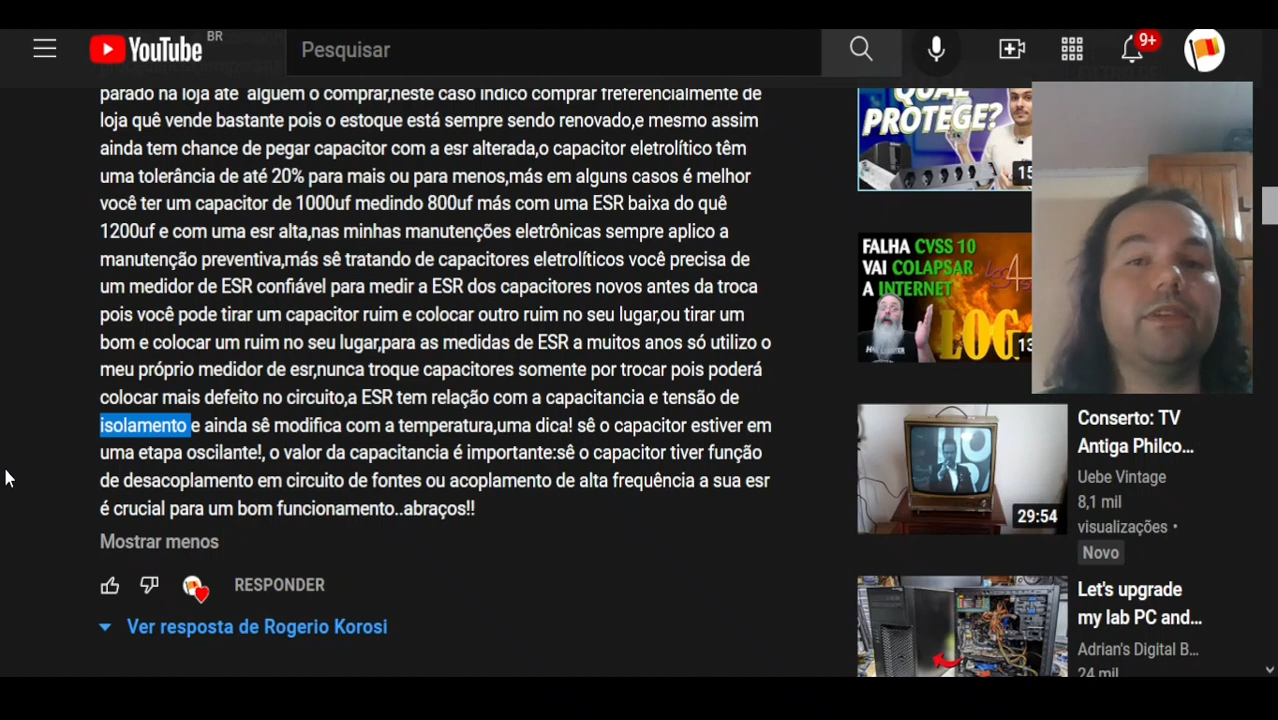 YouTube BR
Pesquisar
9+
parado na loja até alguem o comprar,neste caso indico comprar freferencialmente de
loja quê vende bastante pois o estoque está sempre sendo renovado,e mesmo assim
ainda tem chance de pegar capacitor com a esr alterada,o capacitor eletrolítico têm
uma tolerância de até 20% para mais ou para menos,más em alguns casos é melhor
você ter um capacitor de 1000uf medindo 800uf más com uma ESR baixa do quê
1200uf e com uma esr alta,nas minhas manutenções eletrônicas sempre aplico a
manutenção preventiva,más sê tratando de capacitores eletrolíticos você precisa de
um medidor de ESR confiável para medir a ESR dos capacitores novos antes da troca
pois você pode tirar um capacitor ruim e colocar outro ruim no seu lugar,ou tirar um
bom e colocar um ruim no seu lugar,para as medidas de ESR a muitos anos só utilizo o
meu próprio medidor de esr,nunca troque capacitores somente por trocar pois poderá
colocar mais defeito no circuito,a ESR tem relação com a capacitancia e tensão de
isolamento e ainda sê modifica com a temperatura,uma dica! sê o capacitor estiver em
uma etapa oscilante!, o valor da capacitancia é importante:sê o capacitor tiver função
de desacoplamento em circuito de fontes ou acoplamento de alta frequência a sua esr
é crucial para um bom funcionamento..abraços!!
Mostrar menos
RESPONDER
Ver resposta de Rogerio Korosi
QUAL
PROTEGE?
15
FALHA CVSS 10
VAI COLAPSAR
A INTERNET
LOG
13
29:54
Conserto: TV
Antiga Philco...
Uebe Vintage
8,1 mil
visualizações •
Novo
Let's upgrade
my lab PC and...
Adrian's Digital B...
24 mil